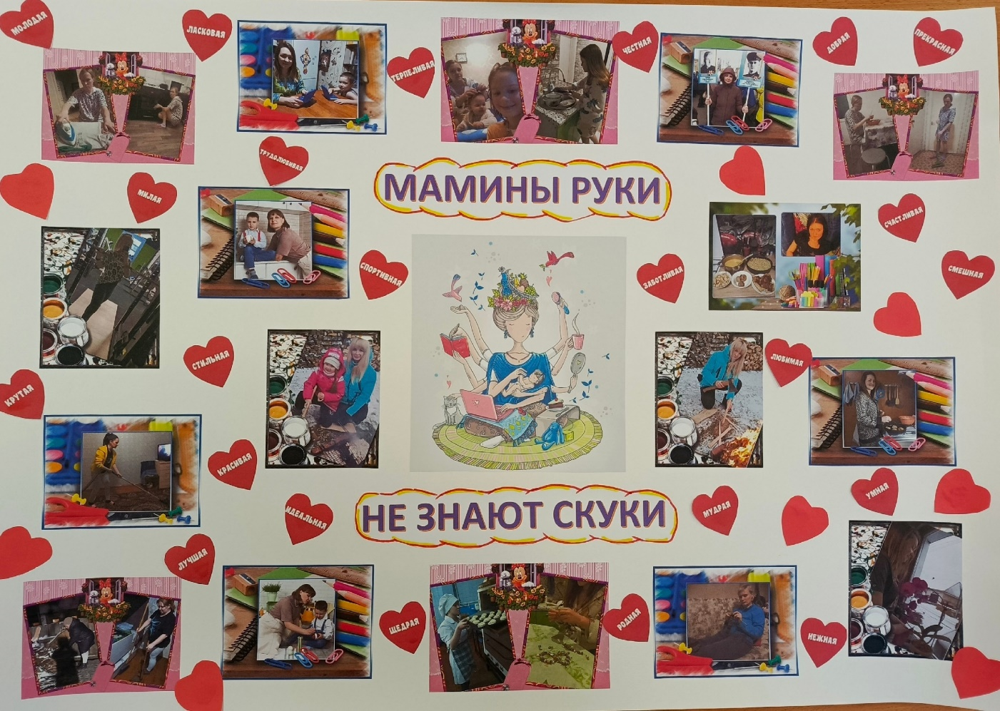 МОЛОДАЯ
ЛАСКОВАЯ
ТЕРПЕЛИВАЯ
ЧЕСТНАЯ
ДОБРАЯ
ПРЕКРАСНАЯ
ТРУДОЛЮБИВАЯ
МИЛАЯ
МАМИНЫ РУКИ
СЧАСТЛИВАЯ
СПОРТИВНАЯ
ЗАБОТЛИВАЯ
СМЕШНАЯ
СТИЛЬНАЯ
ЛЮБИМАЯ
КРУТАЯ
КРАСИВАЯ
УМНАЯ
ИДЕАЛЬНАЯ
НЕ ЗНАЮТ СКУКИ
МУДРАЯ
ЛУЧШАЯ
ЩЕДРАЯ
РОДНАЯ
НЕЖНАЯ